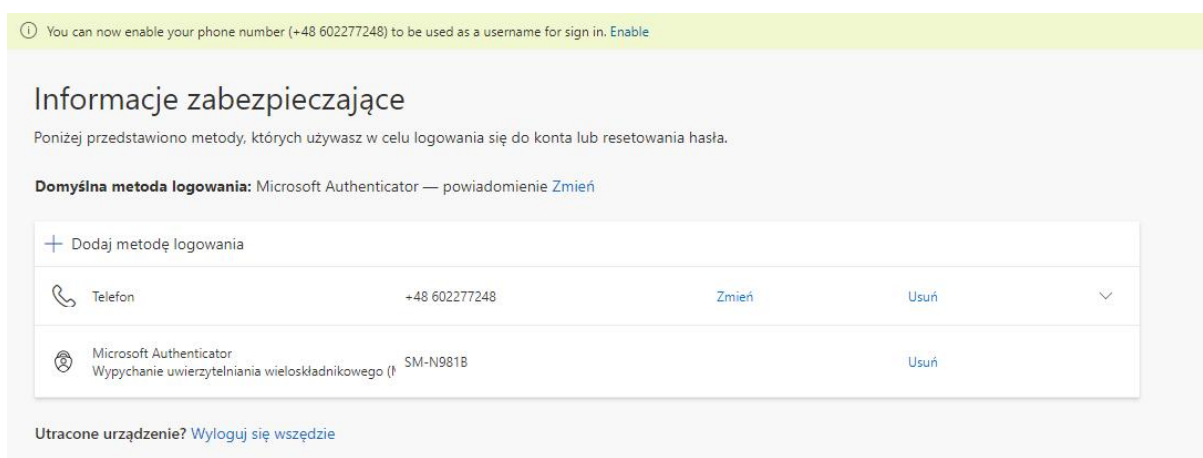 You can now enable your phone number (+48 602277248) to be used as a username for sign in. Enable
Informacje zabezpieczające
Poniżej przedstawiono metody, których używasz w celu logowania się do konta lub resetowania hasła.
Domyślna metoda logowania: Microsoft Authenticator — powiadomienie Zmień
Dodaj metodę logowania
Telefon +48 602277248 Zmień Usuń
Microsoft Authenticator
Wypychanie uwierzytelniania wieloskładnikowego ( SM-N981B Usuń
Utracone urządzenie? Wyloguj się wszędzie